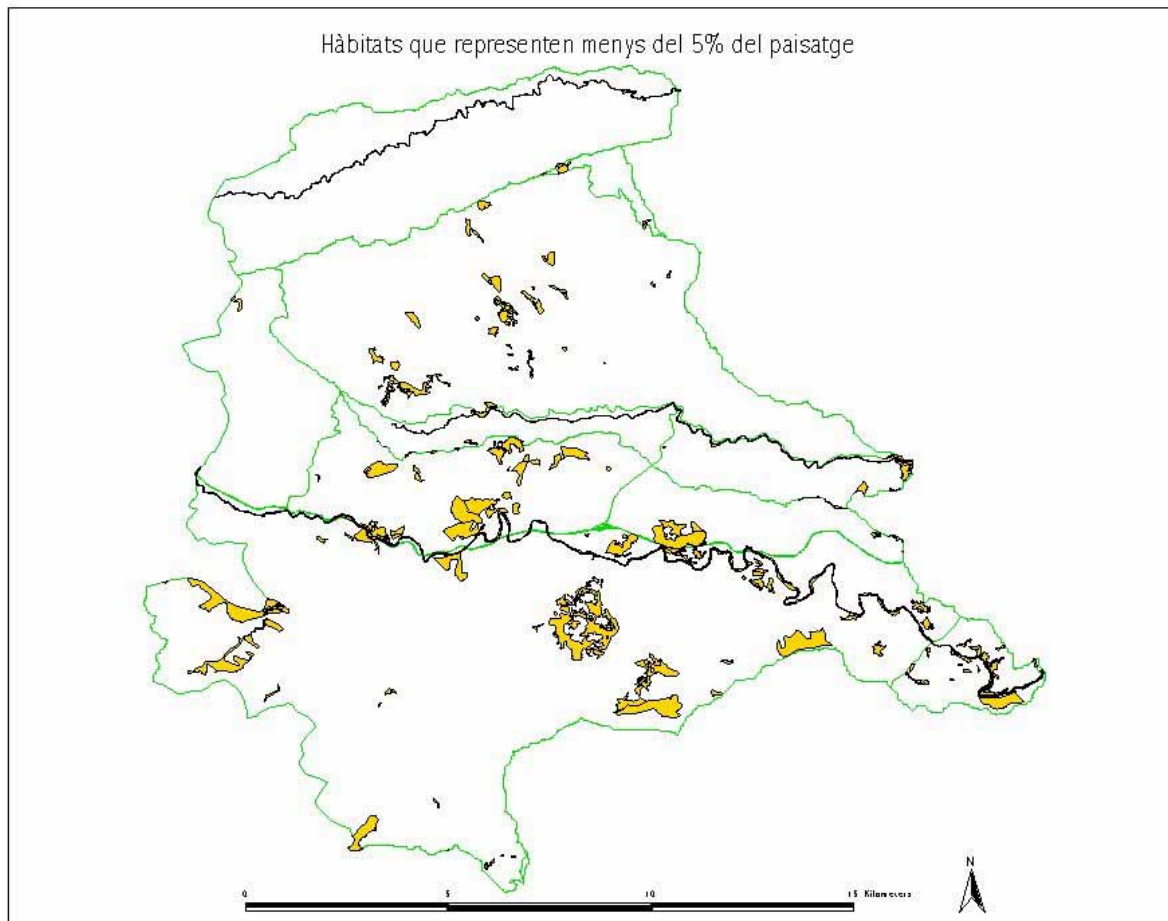 Hàbitats que representen menys del 5% del paisatge
N
0 5 10 15 Kilometers